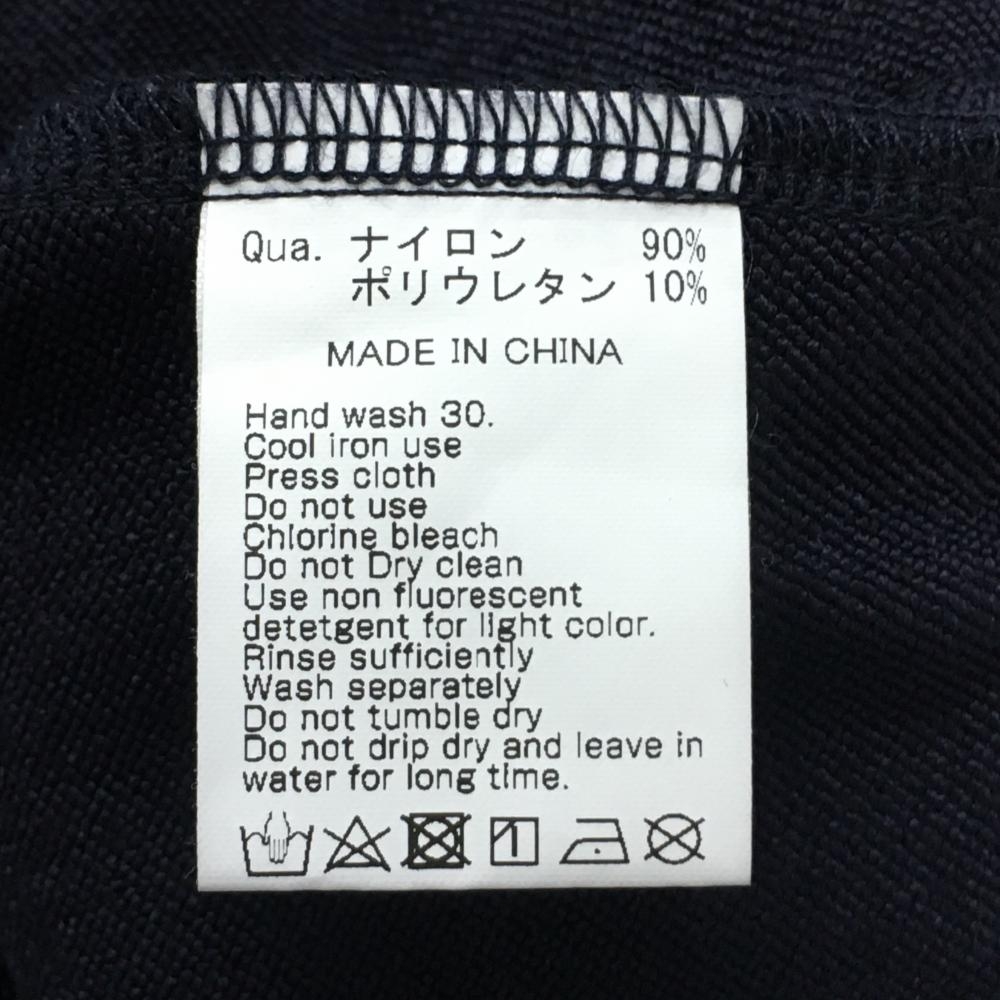 Qua. ナイロン 90%
ポリウレタン 10%
MADE IN CHINA
Hand wash 30.
Cool iron use
Press cloth
Do not use
Chlorine bleach
Do not Dry clean
Use non fluorescent
detetgent for light color.
Rinse sufficiently
Wash separately
Do not tumble dry
Do not drip dry and leave in
water for long time.